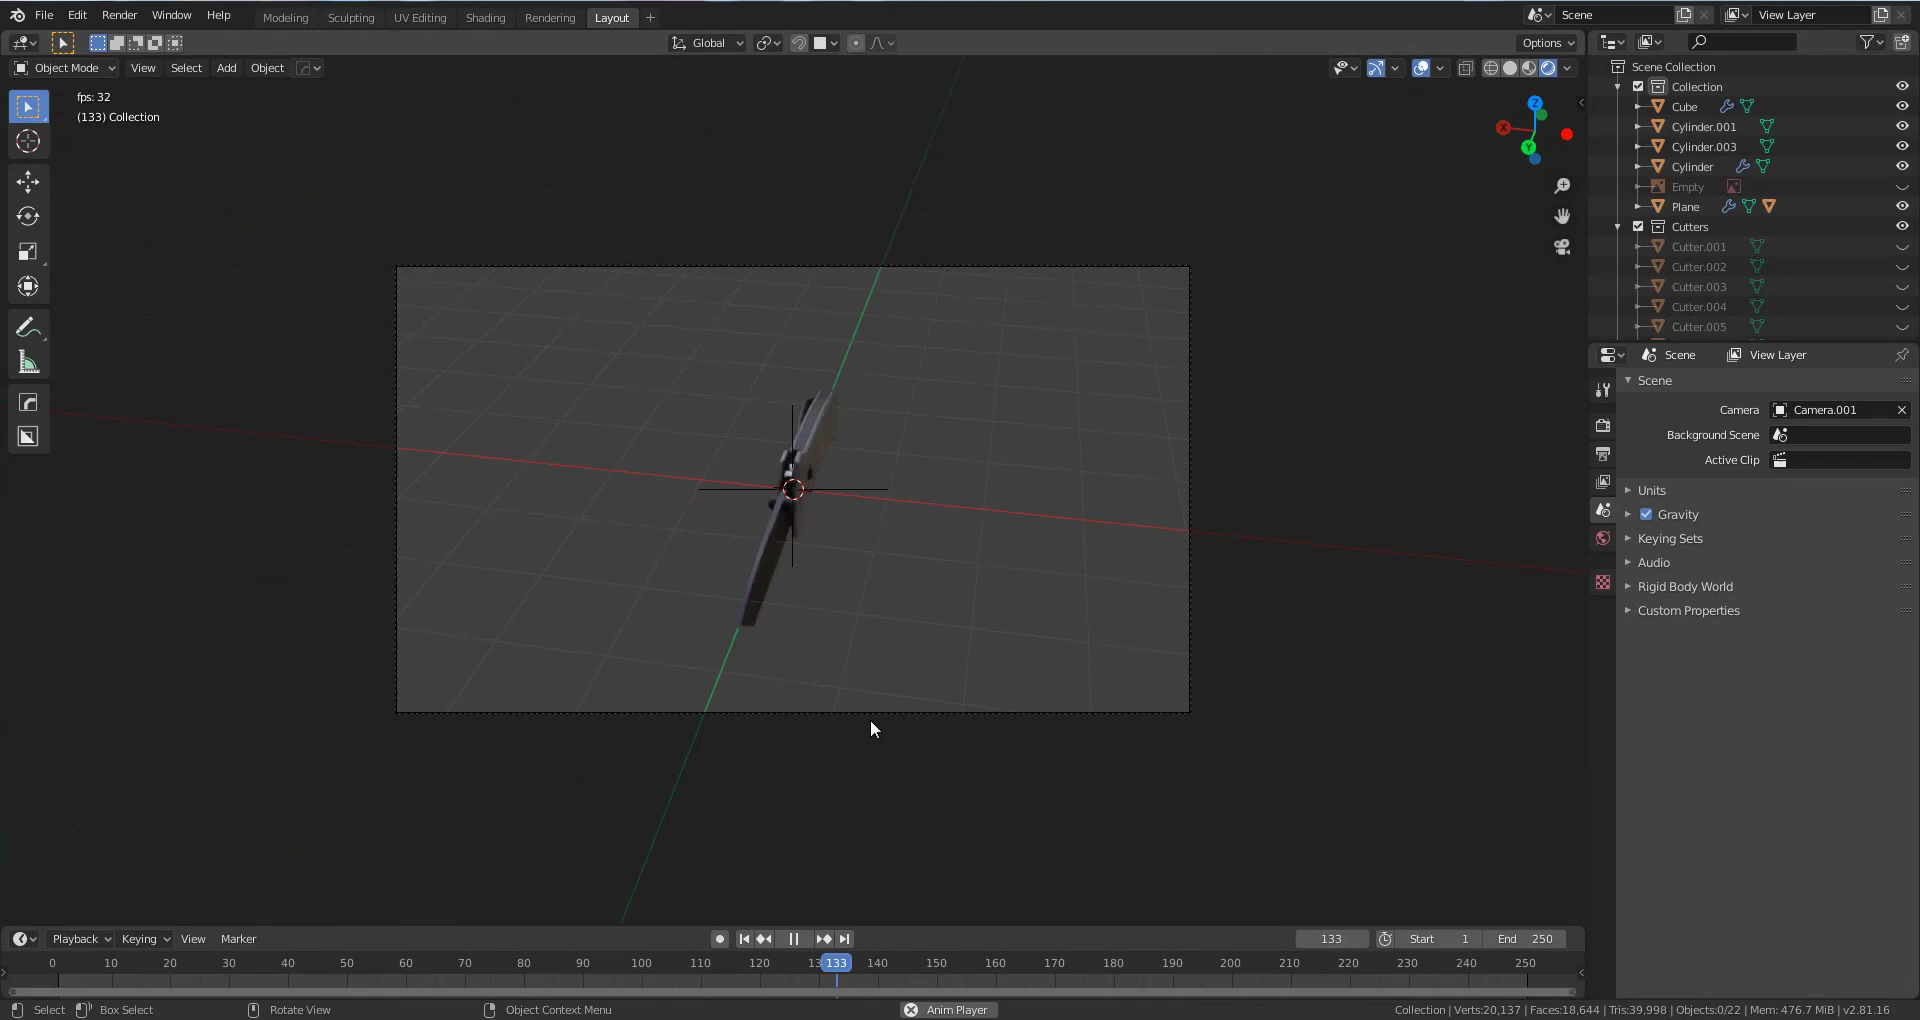 File Edit Render Window Help Modeling Sculpting UV Editing Shading Rendering Layout + Scene View Layer
Global Options
Object Mode View Select Add Object
fps: 32
(133) Collection
Z
X
Y
Scene Collection
Collection
Cube
Cylinder.001
Cylinder.003
Cylinder
Empty
Plane
Cutters
Cutter.001
Cutter.002
Cutter.003
Cutter.004
Cutter.005
Scene View Layer
Scene
Camera Camera.001
Background Scene
Active Clip
Units
Gravity
Keying Sets
Audio
Rigid Body World
Custom Properties
Playback Keying View Marker 133 Start 1 End 250
0 10 20 30 40 50 60 70 80 90 100 110 120 13 133 140 150 160 170 180 190 200 210 220 230 240 250
Select Box Select Rotate View Object Context Menu Anim Player Collection | Verts:20,137 | Faces:18,644 | Tris:39,998 | Objects:0/22 | Mem: 476.7 MiB | v2.81.16